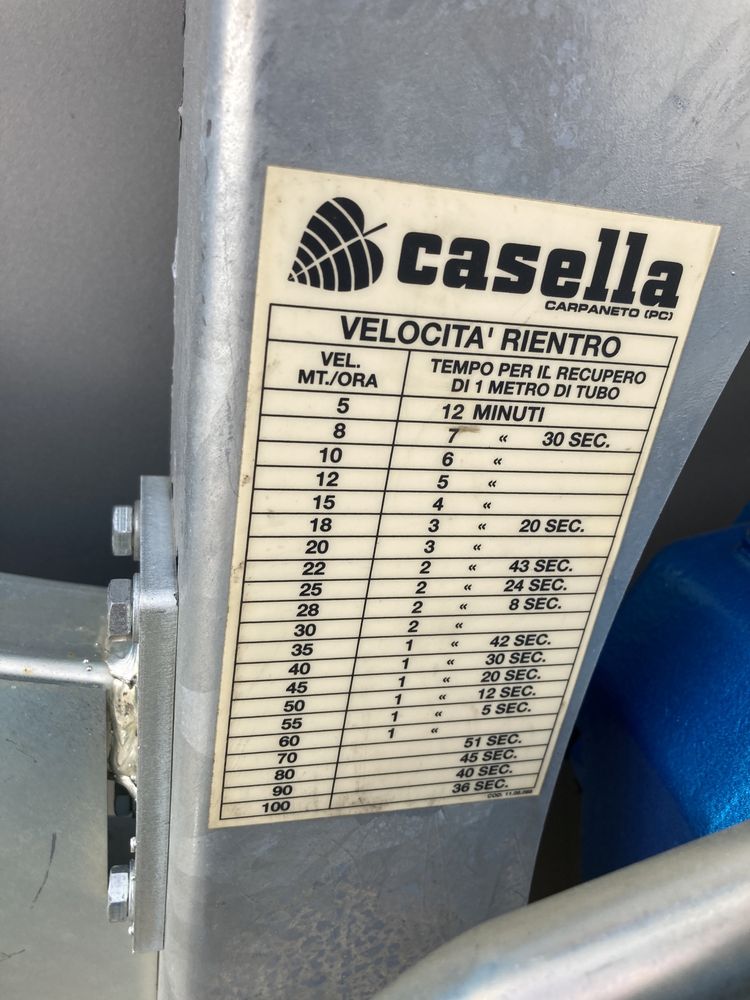 casella
CARPANETO (PC)
VELOCITA' RIENTRO
VEL. MT./ORA TEMPO PER IL RECUPERO DI 1 METRO DI TUBO
5 12 MINUTI
8 7 « 30 SEC.
10 6 «
12 5 «
15 4 «
18 3 « 20 SEC.
20 3 «
22 2 « 43 SEC.
25 2 « 24 SEC.
28 2 « 8 SEC.
30 2 «
35 1 « 42 SEC.
40 1 « 30 SEC.
45 1 « 20 SEC.
50 1 « 12 SEC.
55 1 « 5 SEC.
60 1 «
70 51 SEC.
80 45 SEC.
90 40 SEC.
100 36 SEC.